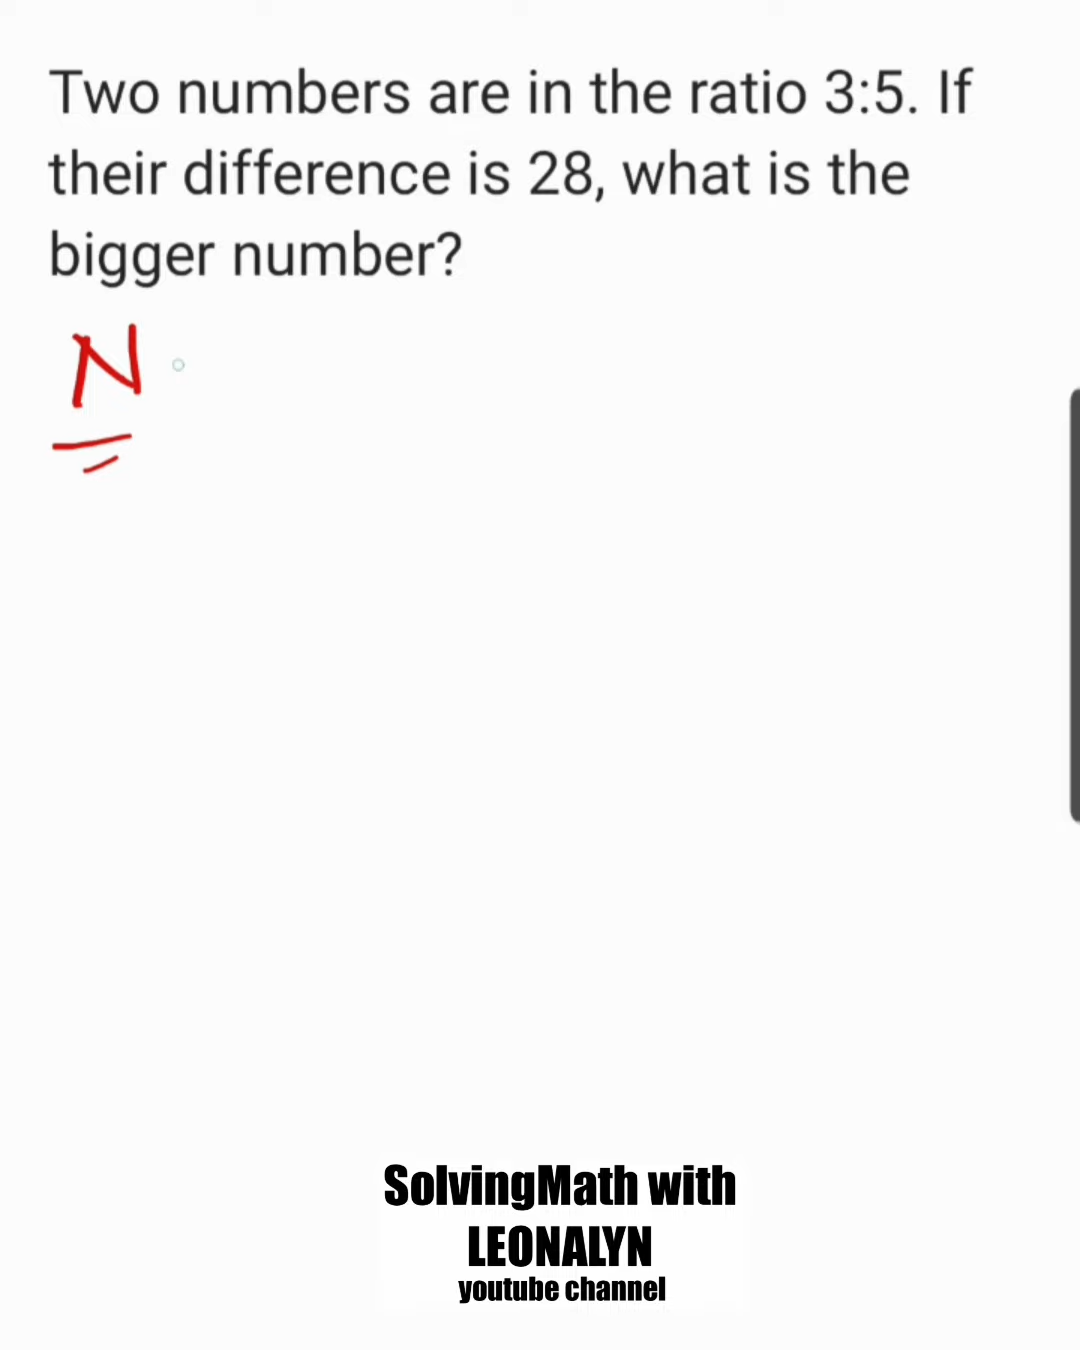 Two numbers are in the ratio 3:5. If
their difference is 28, what is the
bigger number?
N
SolvingMath with
LEONALYN
youtube channel